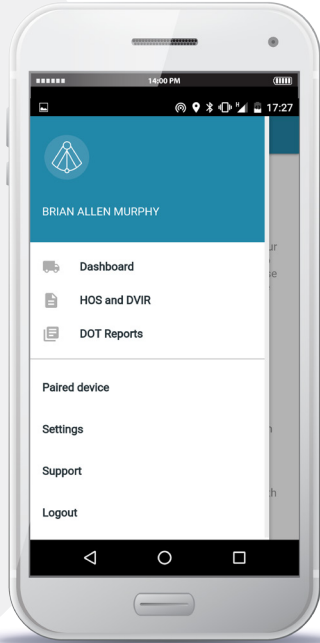 14:00 PM
17:27
BRIAN ALLEN MURPHY
Dashboard
HOS and DVIR
DOT Reports
Paired device
Settings
Support
Logout